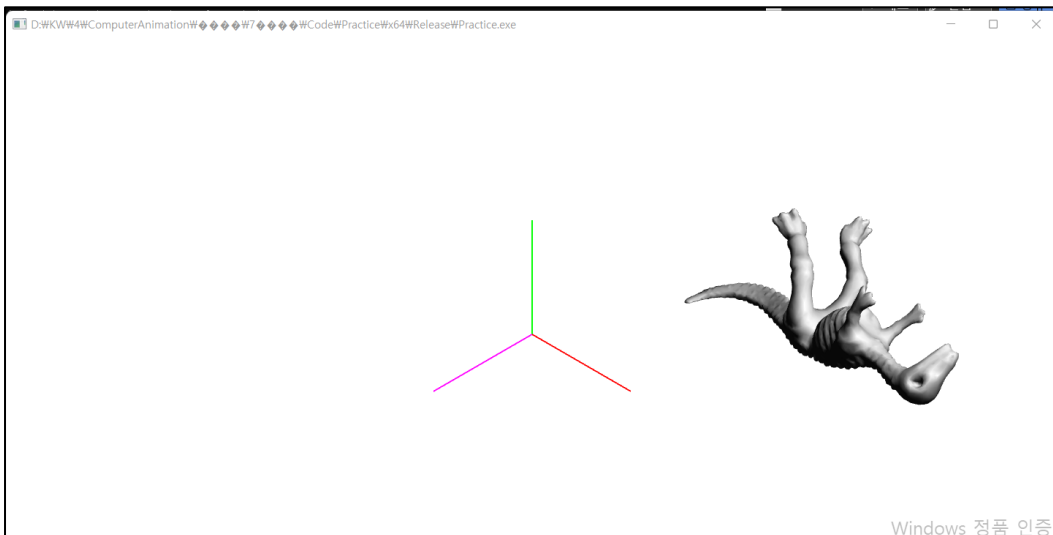 D:₩KW₩4₩ComputerAnimation₩����₩7����₩Code₩Practice₩x64₩Release₩Practice.exe
Windows 정품 인증